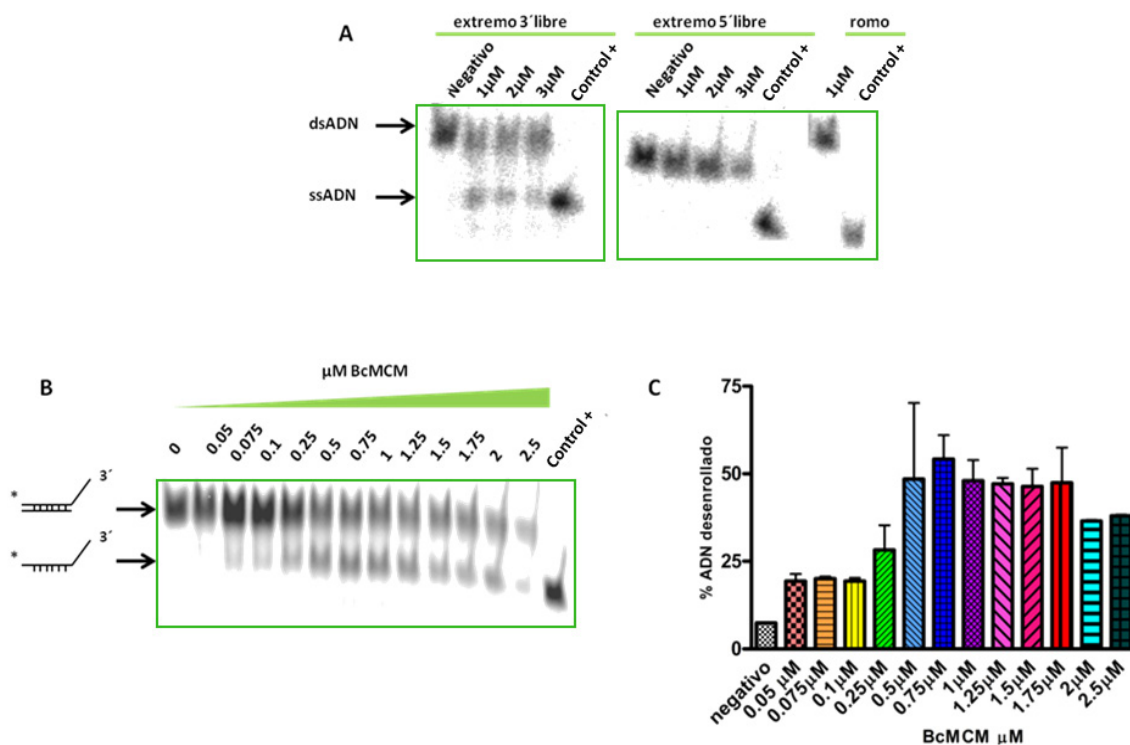 A
extremo 3´libre
extremo 5´libre
romo
Negativo 1µM 2µM 3µM Control +
Negativo 1µM 2µM 3µM Control +
1µM Control +
dsADN
ssADN
B
µM BcMCM
0 0.05 0.075 0.1 0.25 0.5 0.75 1 1.25 1.5 1.75 2 2.5 Control +
* 3´
* 3´
C
% ADN desenrollado
75
50
25
0
negativo 0.05 µM 0.075µM 0.1µM 0.25µM 0.5µM 0.75µM 1µM 1.25µM 1.5µM 1.75µM 2µM 2.5µM
BcMCM µM